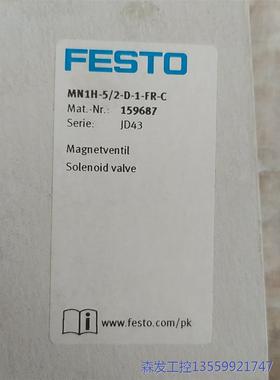 FESTO
MN1H-5/2-D-1-FR-C
Mat.-Nr.: 159687
Serie: JD43
Magnetventil
Solenoid valve
www.festo.com/pk
森发工控13559921747